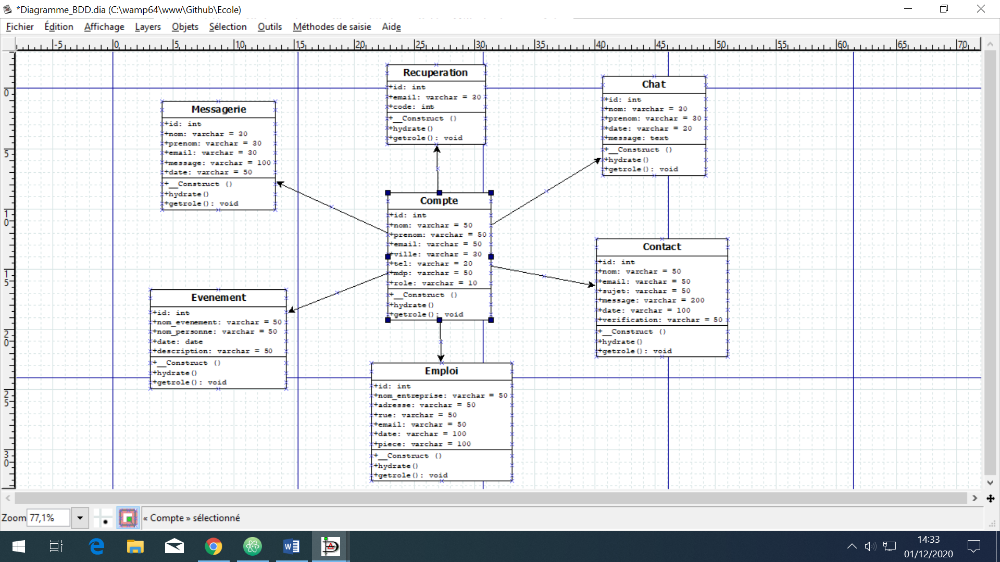 *Diagramme_BDD.dia (C:\wamp64\www\Github\Ecole)
Fichier Édition Affichage Layers Objets Sélection Outils Méthodes de saisie Aide
-5 0 5 10 15 20 25 30 35 40 45 50 55 60 65 70
0
5
10
15
20
25
30
Recuperation
+id: int
+email: varchar = 30
+code: int
+__Construct ()
+hydrate()
+getrole(): void
Chat
+id: int
+nom: varchar = 30
+prenom: varchar = 30
+date: varchar = 20
+message: text
+__Construct ()
+hydrate()
+getrole(): void
Messagerie
+id: int
+nom: varchar = 30
+prenom: varchar = 30
+email: varchar = 30
+message: varchar = 100
+date: varchar = 50
+__Construct ()
+hydrate()
+getrole(): void
Compte
+id: int
+nom: varchar = 50
+prenom: varchar = 50
+email: varchar = 50
+ville: varchar = 30
+tel: varchar = 20
+mdp: varchar = 50
+role: varchar = 10
+__Construct ()
+hydrate()
+getrole(): void
Contact
+id: int
+nom: varchar = 50
+email: varchar = 50
+sujet: varchar = 50
+message: varchar = 200
+date: varchar = 100
+verification: varchar = 50
+__Construct ()
+hydrate()
+getrole(): void
Evenement
+id: int
+nom_evenement: varchar = 50
+nom_personne: varchar = 50
+date: date
+description: varchar = 50
+__Construct ()
+hydrate()
+getrole(): void
Emploi
+id: int
+nom_entreprise: varchar = 50
+adresse: varchar = 50
+rue: varchar = 50
+email: varchar = 50
+date: varchar = 100
+piece: varchar = 100
+__Construct ()
+hydrate()
+getrole(): void
Zoom 77,1% « Compte » sélectionné
14:33
01/12/2020